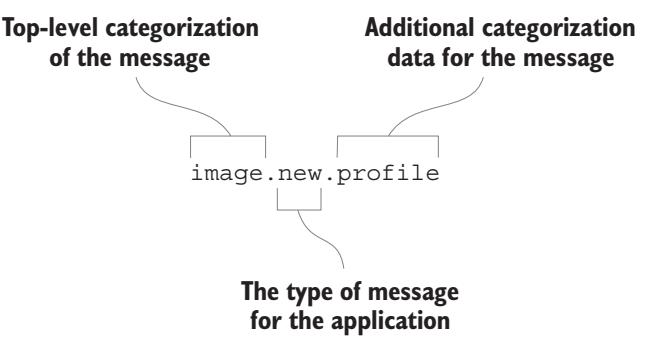 Top-level categorization
of the message
Additional categorization
data for the message
image.new.profile
The type of message
for the application